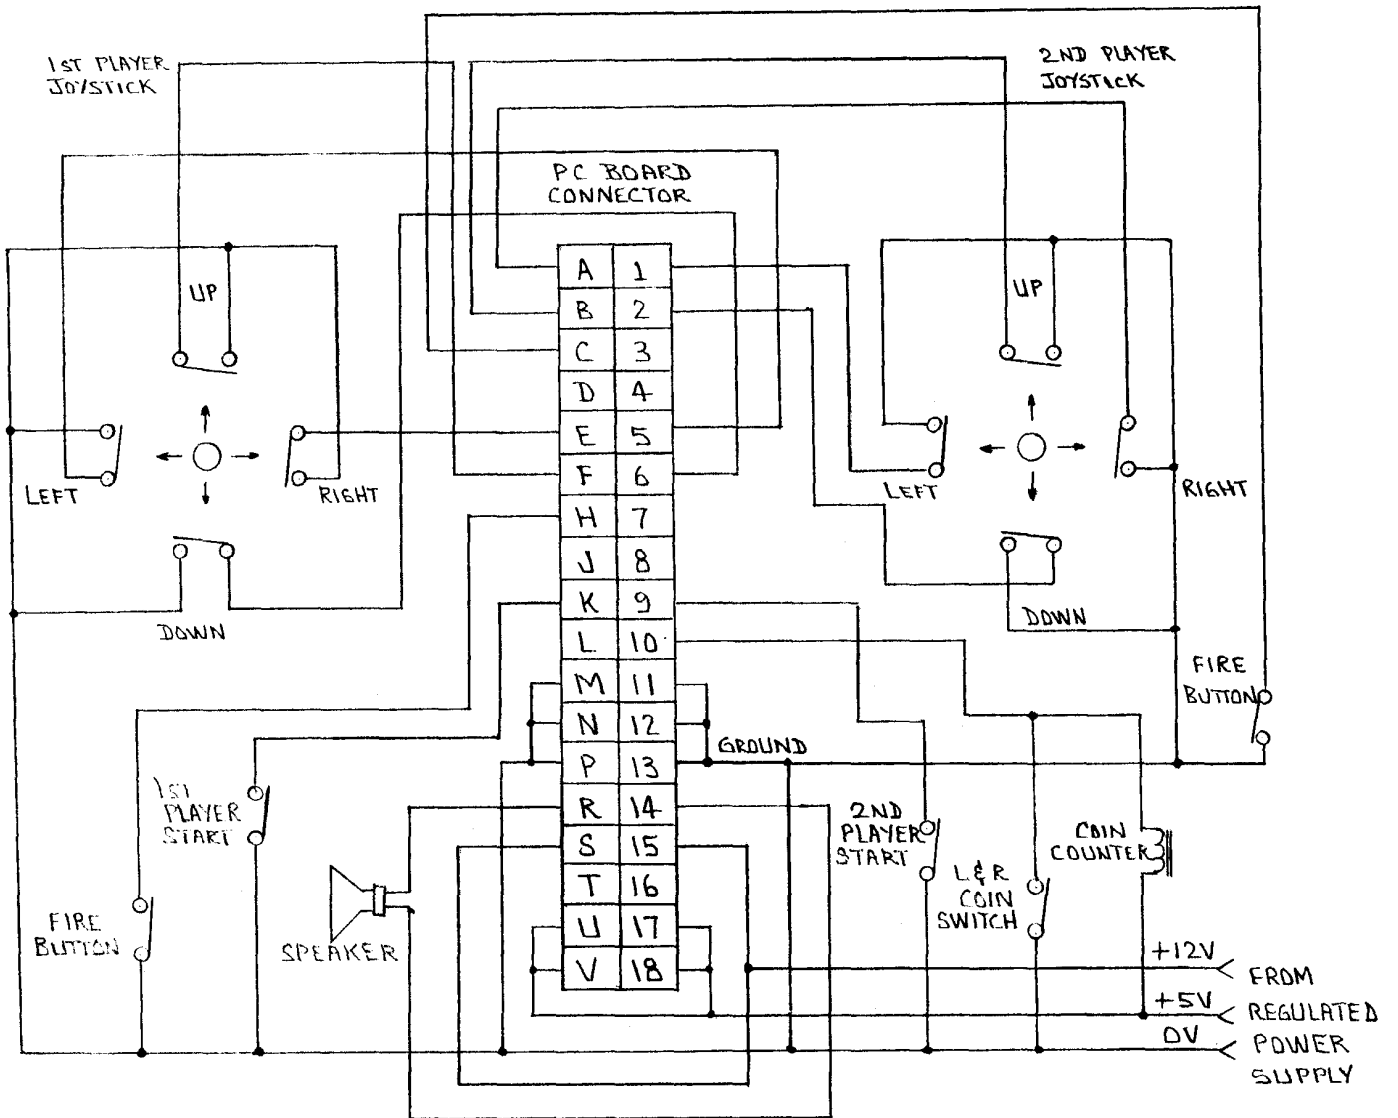 1ST PLAYER
JOYSTICK
2ND PLAYER
JOYSTICK
PC BOARD
CONNECTOR
UP
LEFT
RIGHT
DOWN
UP
LEFT
RIGHT
DOWN
A 1
B 2
C 3
D 4
E 5
F 6
H 7
J 8
K 9
L 10
M 11
N 12
P 13
R 14
S 15
T 16
U 17
V 18
GROUND
FIRE
BUTTON
1ST
PLAYER
START
FIRE
BUTTON
SPEAKER
2ND
PLAYER
START
L&R
COIN
SWITCH
COIN
COUNTER
+12V
+5V
0V
FROM
REGULATED
POWER
SUPPLY